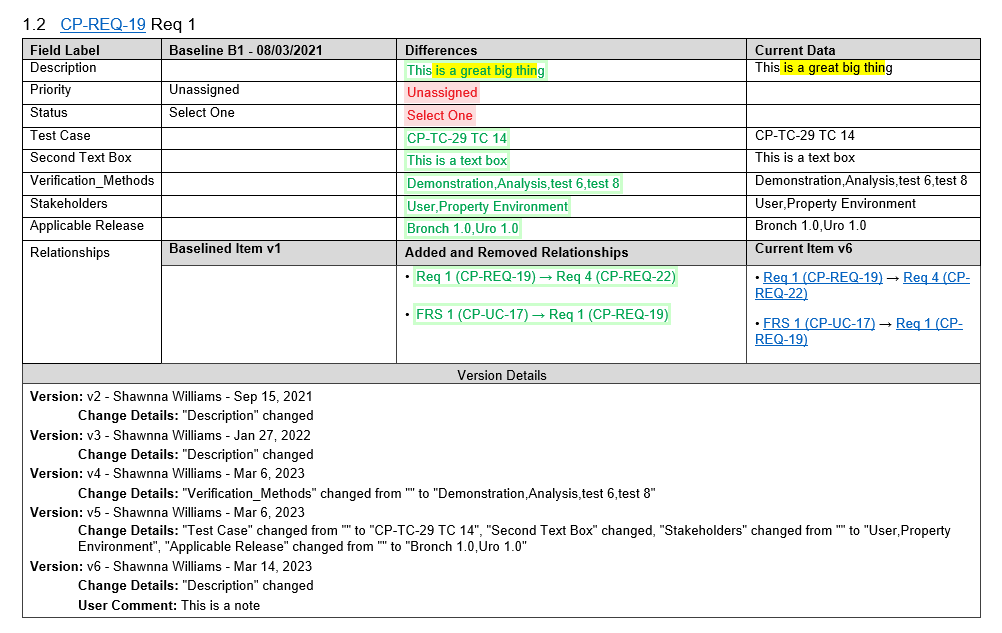 1.2 CP-REQ-19 Req 1
Field Label Baseline B1 - 08/03/2021 Differences Current Data
Description This is a great big thing This is a great big thing
Priority Unassigned Unassigned
Status Select One Select One
Test Case CP-TC-29 TC 14 CP-TC-29 TC 14
Second Text Box This is a text box This is a text box
Verification_Methods Demonstration,Analysis,test 6,test 8 Demonstration,Analysis,test 6,test 8
Stakeholders User,Property Environment User,Property Environment
Applicable Release Bronch 1.0,Uro 1.0 Bronch 1.0,Uro 1.0
Relationships Baselined Item v1 Added and Removed Relationships Current Item v6
• Req 1 (CP-REQ-19) → Req 4 (CP-REQ-22) • Req 1 (CP-REQ-19) → Req 4 (CP-
REQ-22)
• FRS 1 (CP-UC-17) → Req 1 (CP-REQ-19) • FRS 1 (CP-UC-17) → Req 1 (CP-
REQ-19)
Version Details
Version: v2 - Shawnna Williams - Sep 15, 2021
Change Details: "Description" changed
Version: v3 - Shawnna Williams - Jan 27, 2022
Change Details: "Description" changed
Version: v4 - Shawnna Williams - Mar 6, 2023
Change Details: "Verification_Methods" changed from "" to "Demonstration,Analysis,test 6,test 8"
Version: v5 - Shawnna Williams - Mar 6, 2023
Change Details: "Test Case" changed from "" to "CP-TC-29 TC 14", "Second Text Box" changed, "Stakeholders" changed from "" to "User,Property
Environment", "Applicable Release" changed from "" to "Bronch 1.0,Uro 1.0"
Version: v6 - Shawnna Williams - Mar 14, 2023
Change Details: "Description" changed
User Comment: This is a note